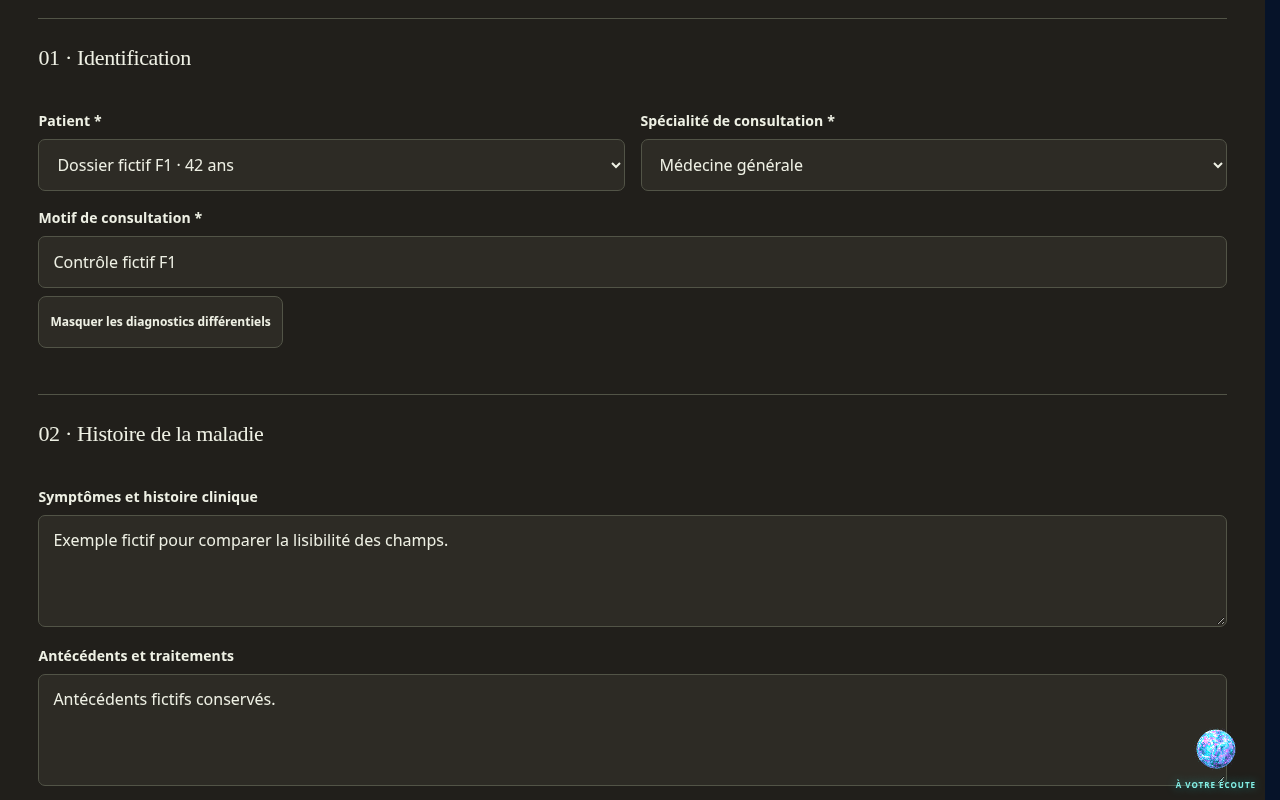 01 · Identification
Patient *
Spécialité de consultation *
Dossier fictif F1 · 42 ans
Médecine générale
Motif de consultation *
Contrôle fictif F1
Masquer les diagnostics différentiels
02 · Histoire de la maladie
Symptômes et histoire clinique
Exemple fictif pour comparer la lisibilité des champs.
Antécédents et traitements
Antécédents fictifs conservés.
À VOTRE ÉCOUTE